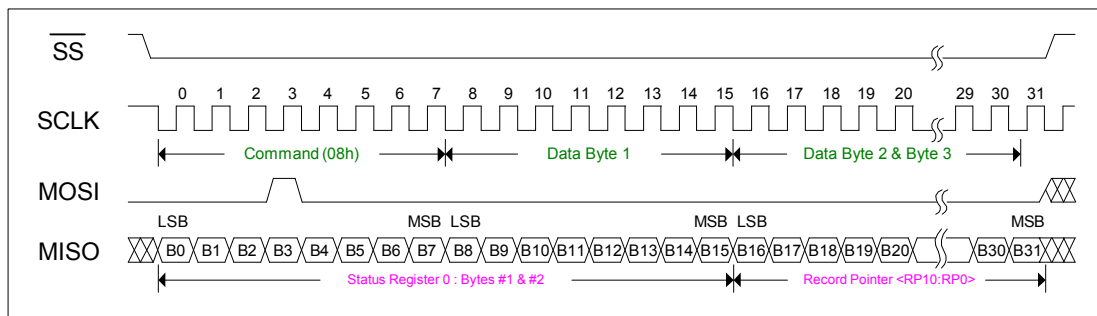 SS
0 1 2 3 4 5 6 7 8 9 10 11 12 13 14 15 16 17 18 19 20 29 30 31
SCLK
Command (08h) Data Byte 1 Data Byte 2 & Byte 3
MOSI
LSB MSB LSB MSB LSB MSB
MISO B0 B1 B2 B3 B4 B5 B6 B7 B8 B9 B10 B11 B12 B13 B14 B15 B16 B17 B18 B19 B20 B30 B31
Status Register 0 : Bytes #1 & #2 Record Pointer <RP10:RP0>